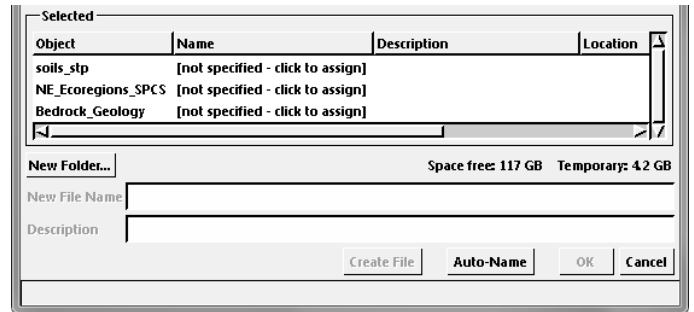 Selected
Object Name Description Location
soils_stp [not specified - click to assign]
NE_Ecoregions_SPCS [not specified - click to assign]
Bedrock_Geology [not specified - click to assign]
New Folder... Space free: 117 GB Temporary: 4.2 GB
New File Name
Description
Create File Auto-Name OK Cancel